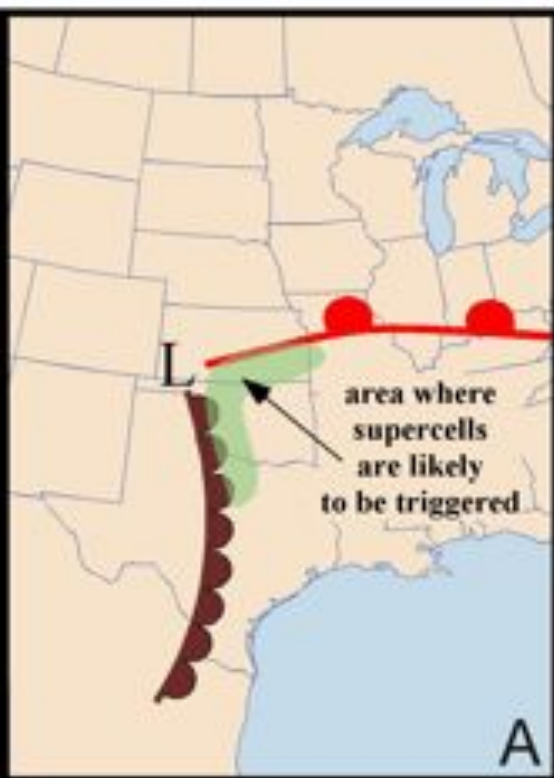 L
area where
supercells
are likely
to be triggered
A